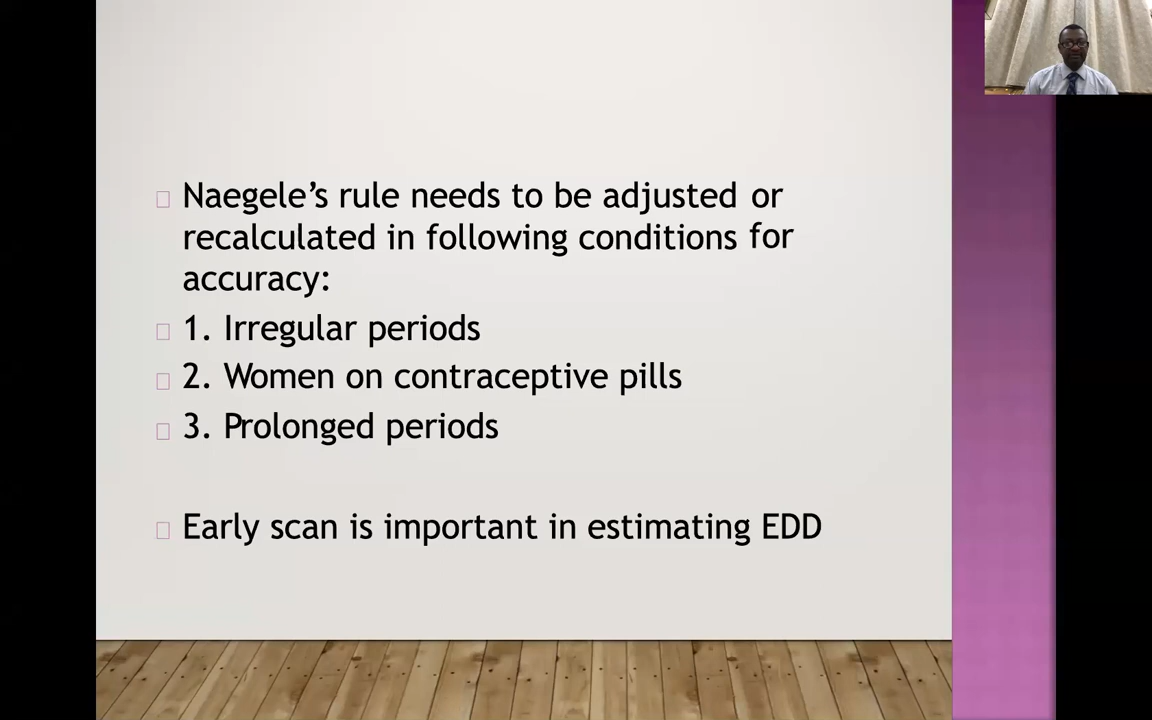 Naegele’s rule needs to be adjusted or
recalculated in following conditions for
accuracy:
1. Irregular periods
2. Women on contraceptive pills
3. Prolonged periods
Early scan is important in estimating EDD